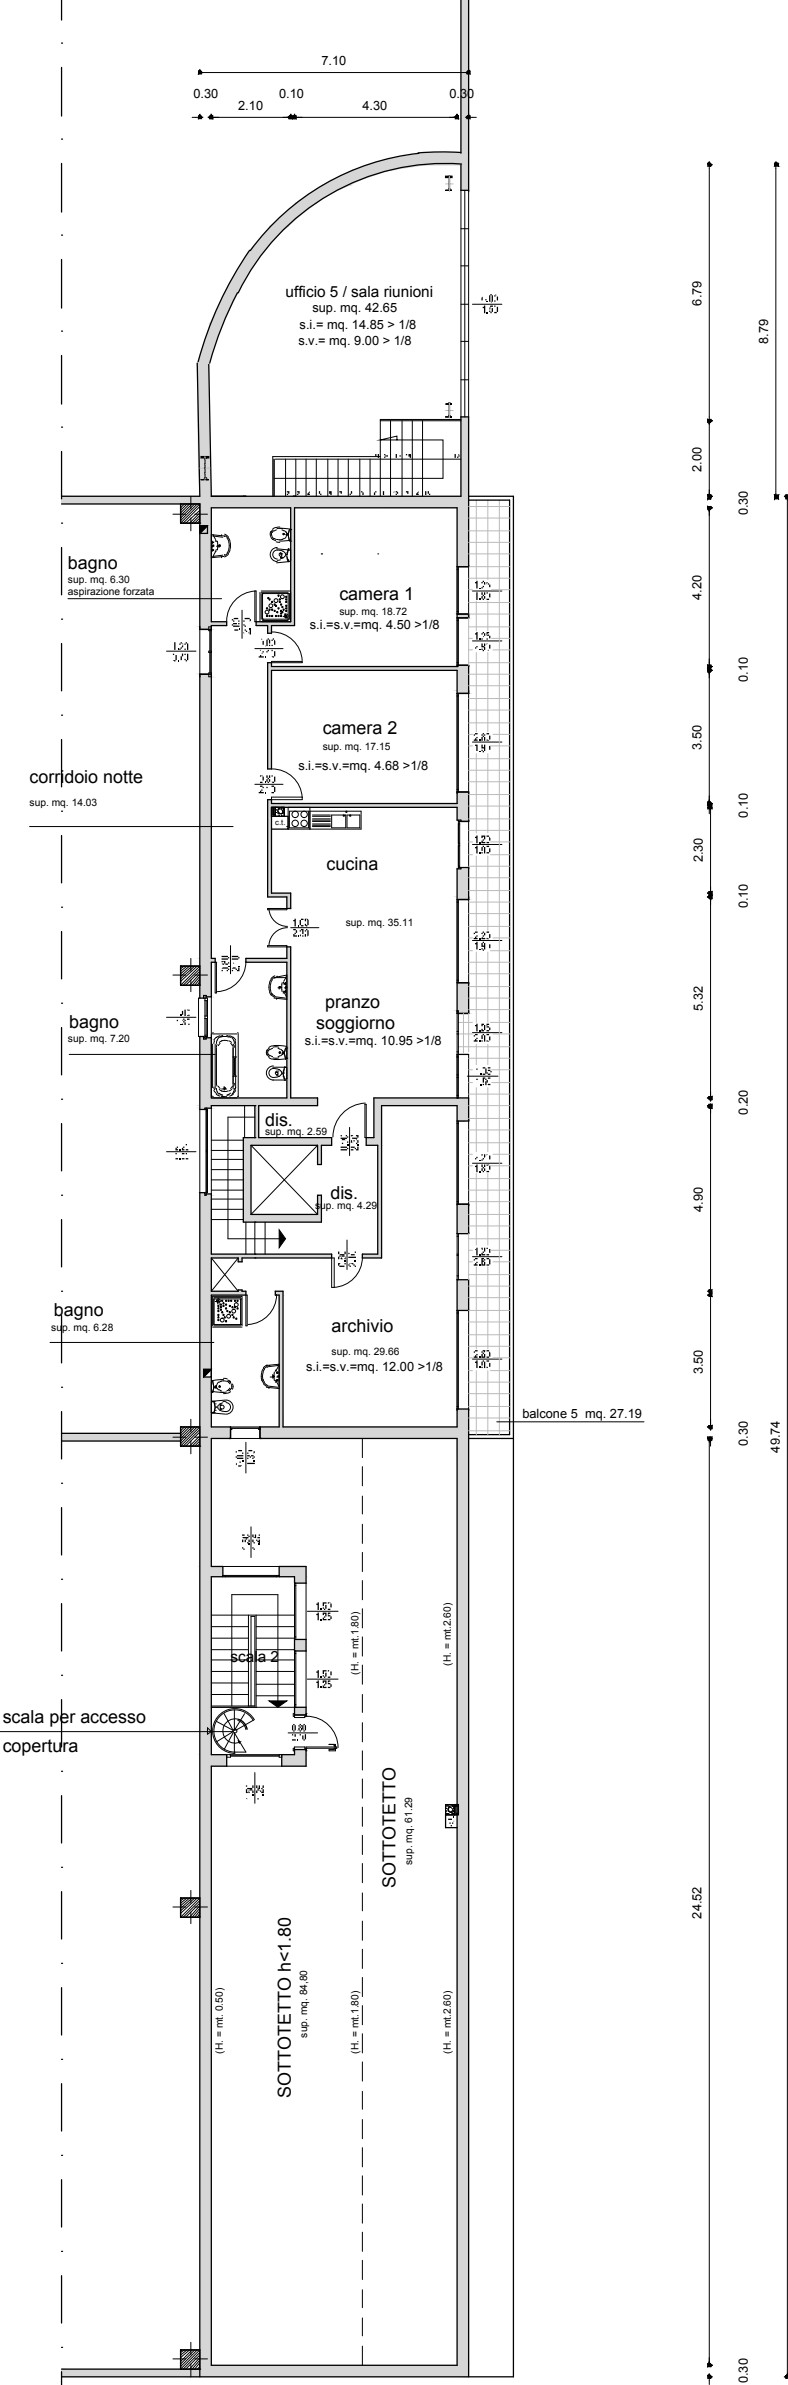 7.10
0.30
0.10
0.30
2.10
4.30
ufficio 5 / sala riunioni
sup. mq. 42.65
s.i.= mq. 14.85 > 1/8
s.v.= mq. 9.00 > 1/8
6.79
8.79
2.00
0.30
bagno
sup. mq. 6.30
aspirazione forzata
camera 1
sup. mq. 18.72
s.i.=s.v.=mq. 4.50 >1/8
4.20
0.10
camera 2
sup. mq. 17.15
s.i.=s.v.=mq. 4.68 >1/8
3.50
corridoio notte
sup. mq. 14.03
0.10
c.t.
cucina
2.30
0.10
sup. mq. 35.11
pranzo
soggiorno
s.i.=s.v.=mq. 10.95 >1/8
5.32
bagno
sup. mq. 7.20
0.20
dis.
sup. mq. 2.59
dis.
sup. mq. 4.29
4.90
bagno
sup. mq. 6.28
archivio
sup. mq. 29.66
s.i.=s.v.=mq. 12.00 >1/8
3.50
balcone 5 mq. 27.19
0.30
49.74
1.50
1.25
(H. = mt.1.80)
(H. = mt.2.60)
scala 2
1.50
1.25
scala per accesso
copertura
SOTTOTETTO
sup. mq. 61.29
24.52
SOTTOTETTO h<1.80
sup. mq. 84.80
(H. = mt. 0.50)
(H. = mt.1.80)
(H. = mt.2.60)
0.30